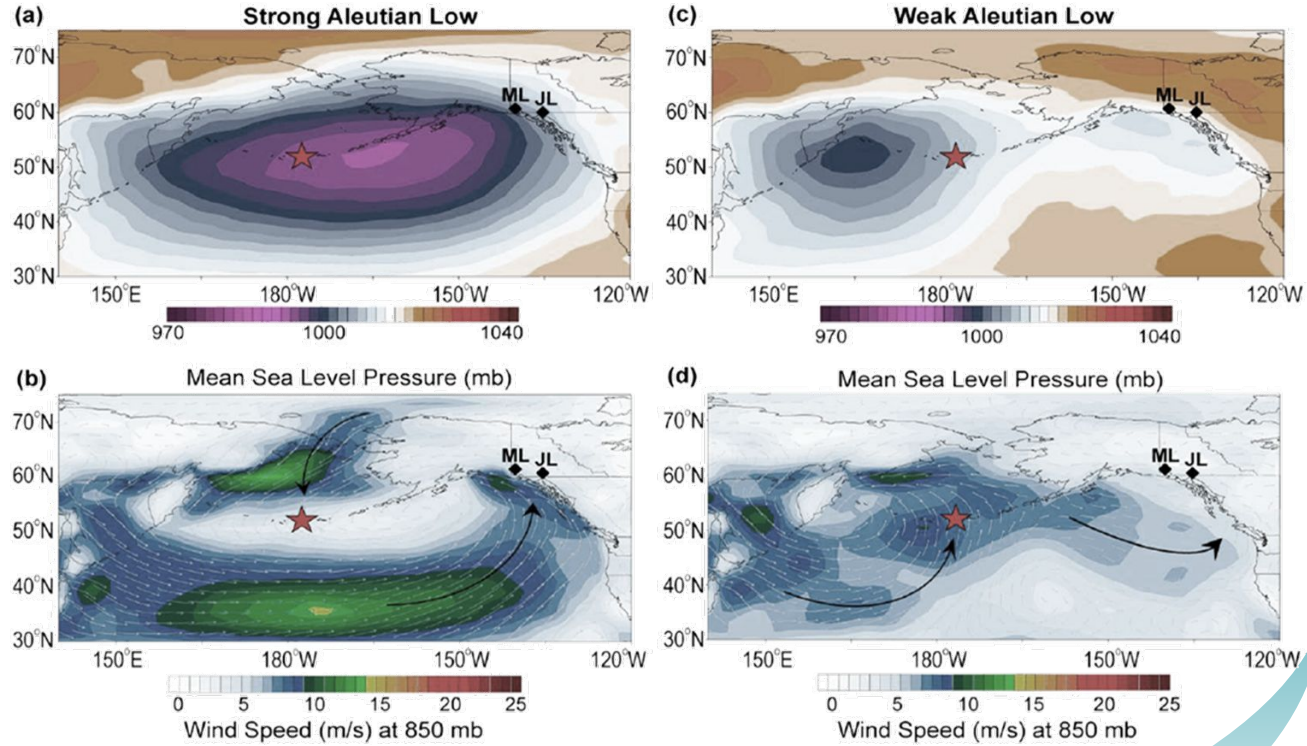 (a) Strong Aleutian Low
70°N
60°N
50°N
40°N
30°N
ML JL
150°E 180°W 150°W 120°W
970 1000 1040
Mean Sea Level Pressure (mb)
(b)
70°N
60°N
50°N
40°N
30°N
ML JL
150°E 180°W 150°W 120°W
0 5 10 15 20 25
Wind Speed (m/s) at 850 mb
(c) Weak Aleutian Low
70°N
60°N
50°N
40°N
30°N
ML JL
150°E 180°W 150°W 120°W
970 1000 1040
Mean Sea Level Pressure (mb)
(d)
70°N
60°N
50°N
40°N
30°N
ML JL
150°E 180°W 150°W 120°W
0 5 10 15 20 25
Wind Speed (m/s) at 850 mb